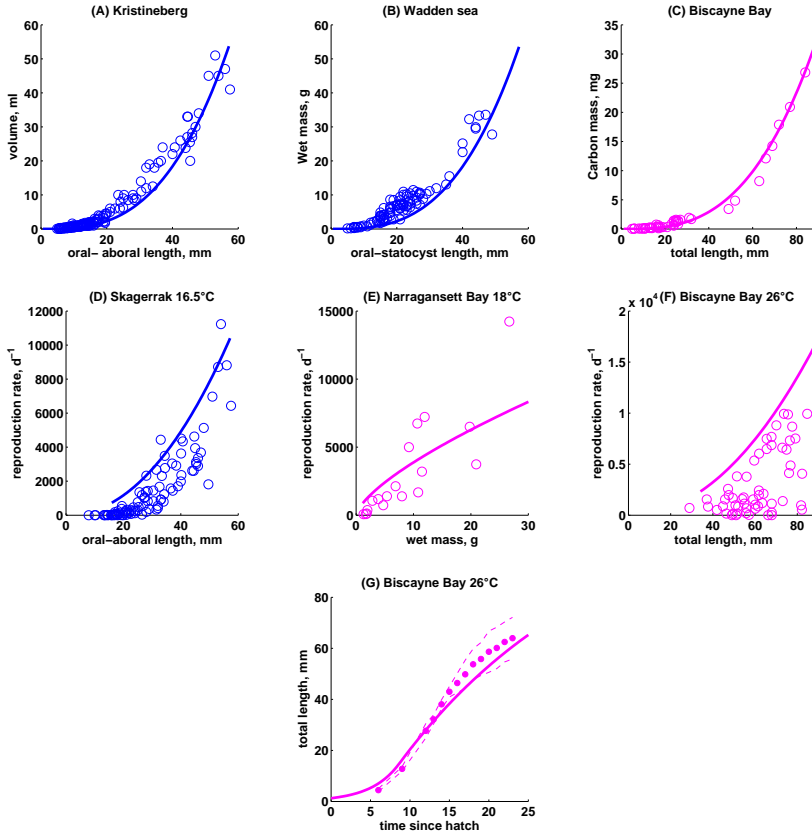 (A) Kristineberg
volume, ml
60
50
40
30
20
10
0
0 20 40 60
oral− aboral length, mm
(B) Wadden sea
Wet mass, g
60
50
40
30
20
10
0
0 20 40 60
oral−statocyst length, mm
(C) Biscayne Bay
Carbon mass, mg
35
30
25
20
15
10
5
0
0 20 40 60 80
total length, mm
(D) Skagerrak 16.5°C
reproduction rate, d⁻¹
12000
10000
8000
6000
4000
2000
0
0 20 40 60
oral−aboral length, mm
(E) Narragansett Bay 18°C
reproduction rate, d⁻¹
15000
10000
5000
0
0 10 20 30
wet mass, g
x 10⁴
(F) Biscayne Bay 26°C
reproduction rate, d⁻¹
2
1.5
1
0.5
0
0 20 40 60 80
total length, mm
(G) Biscayne Bay 26°C
total length, mm
80
60
40
20
0
0 5 10 15 20 25
time since hatch